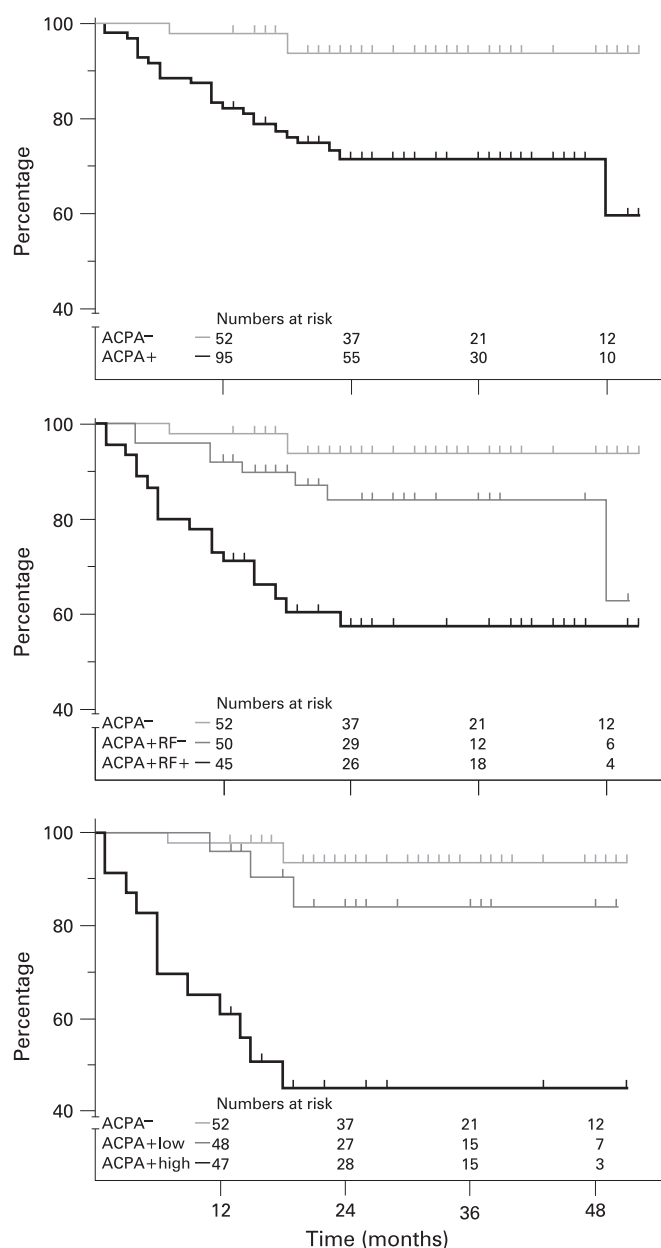 100
80
60
40
Percentage
Numbers at risk
ACPA− 52 37 21 12
ACPA+ 95 55 30 10
100
80
60
40
Percentage
Numbers at risk
ACPA− 52 37 21 12
ACPA+RF− 50 29 12 6
ACPA+RF+ 45 26 18 4
100
80
60
40
Percentage
Numbers at risk
ACPA− 52 37 21 12
ACPA+low 48 27 15 7
ACPA+high 47 28 15 3
12 24 36 48
Time (months)